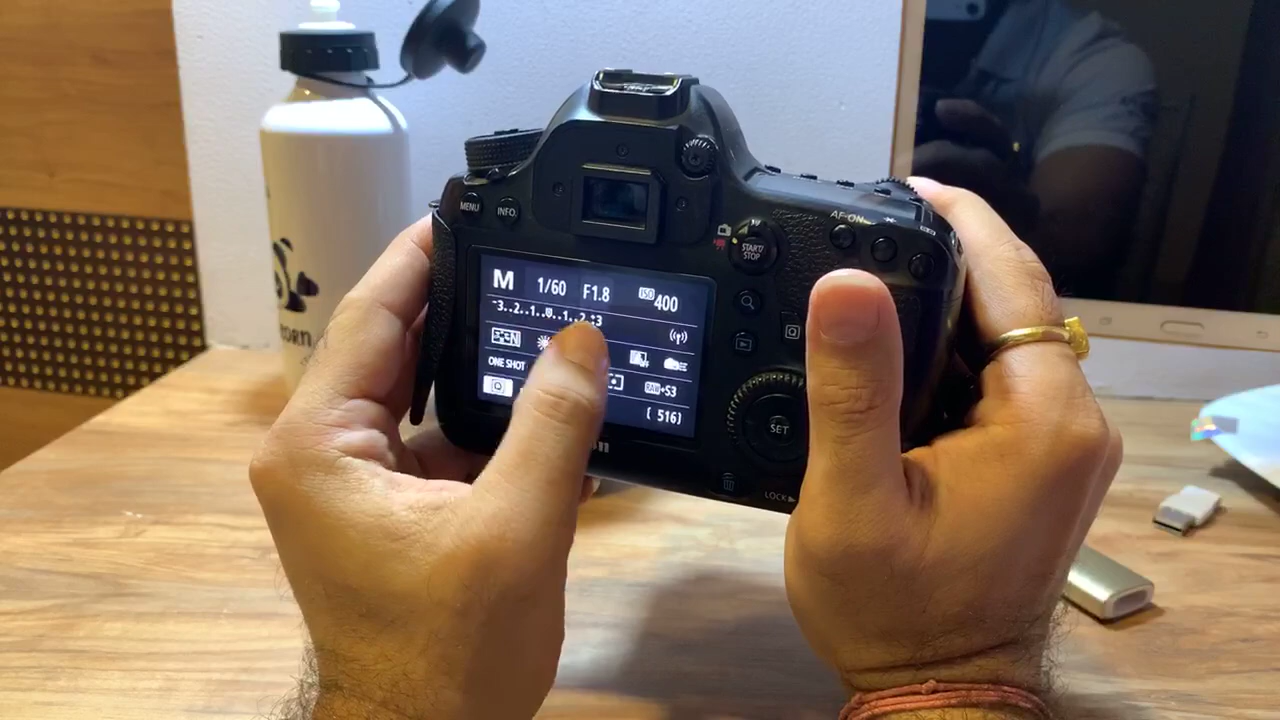 MENU INFO.
AF-ON
START/
STOP
M 1/60 F1.8 ISO 400
-3..2..1..0..1..2..+3
ONE SHOT
RAW+S3
[ 516]
SET
LOCK▶
ORN